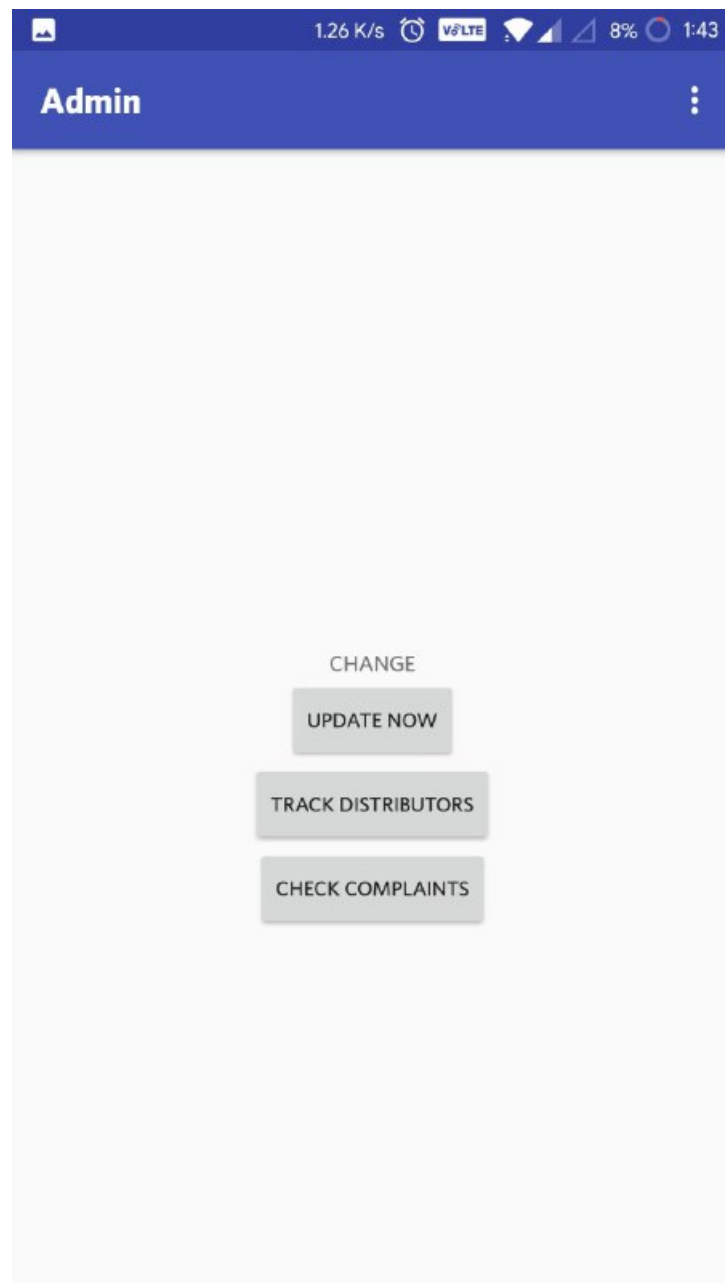 1.26 K/s VoLTE 8% 1:43
Admin
CHANGE
UPDATE NOW
TRACK DISTRIBUTORS
CHECK COMPLAINTS